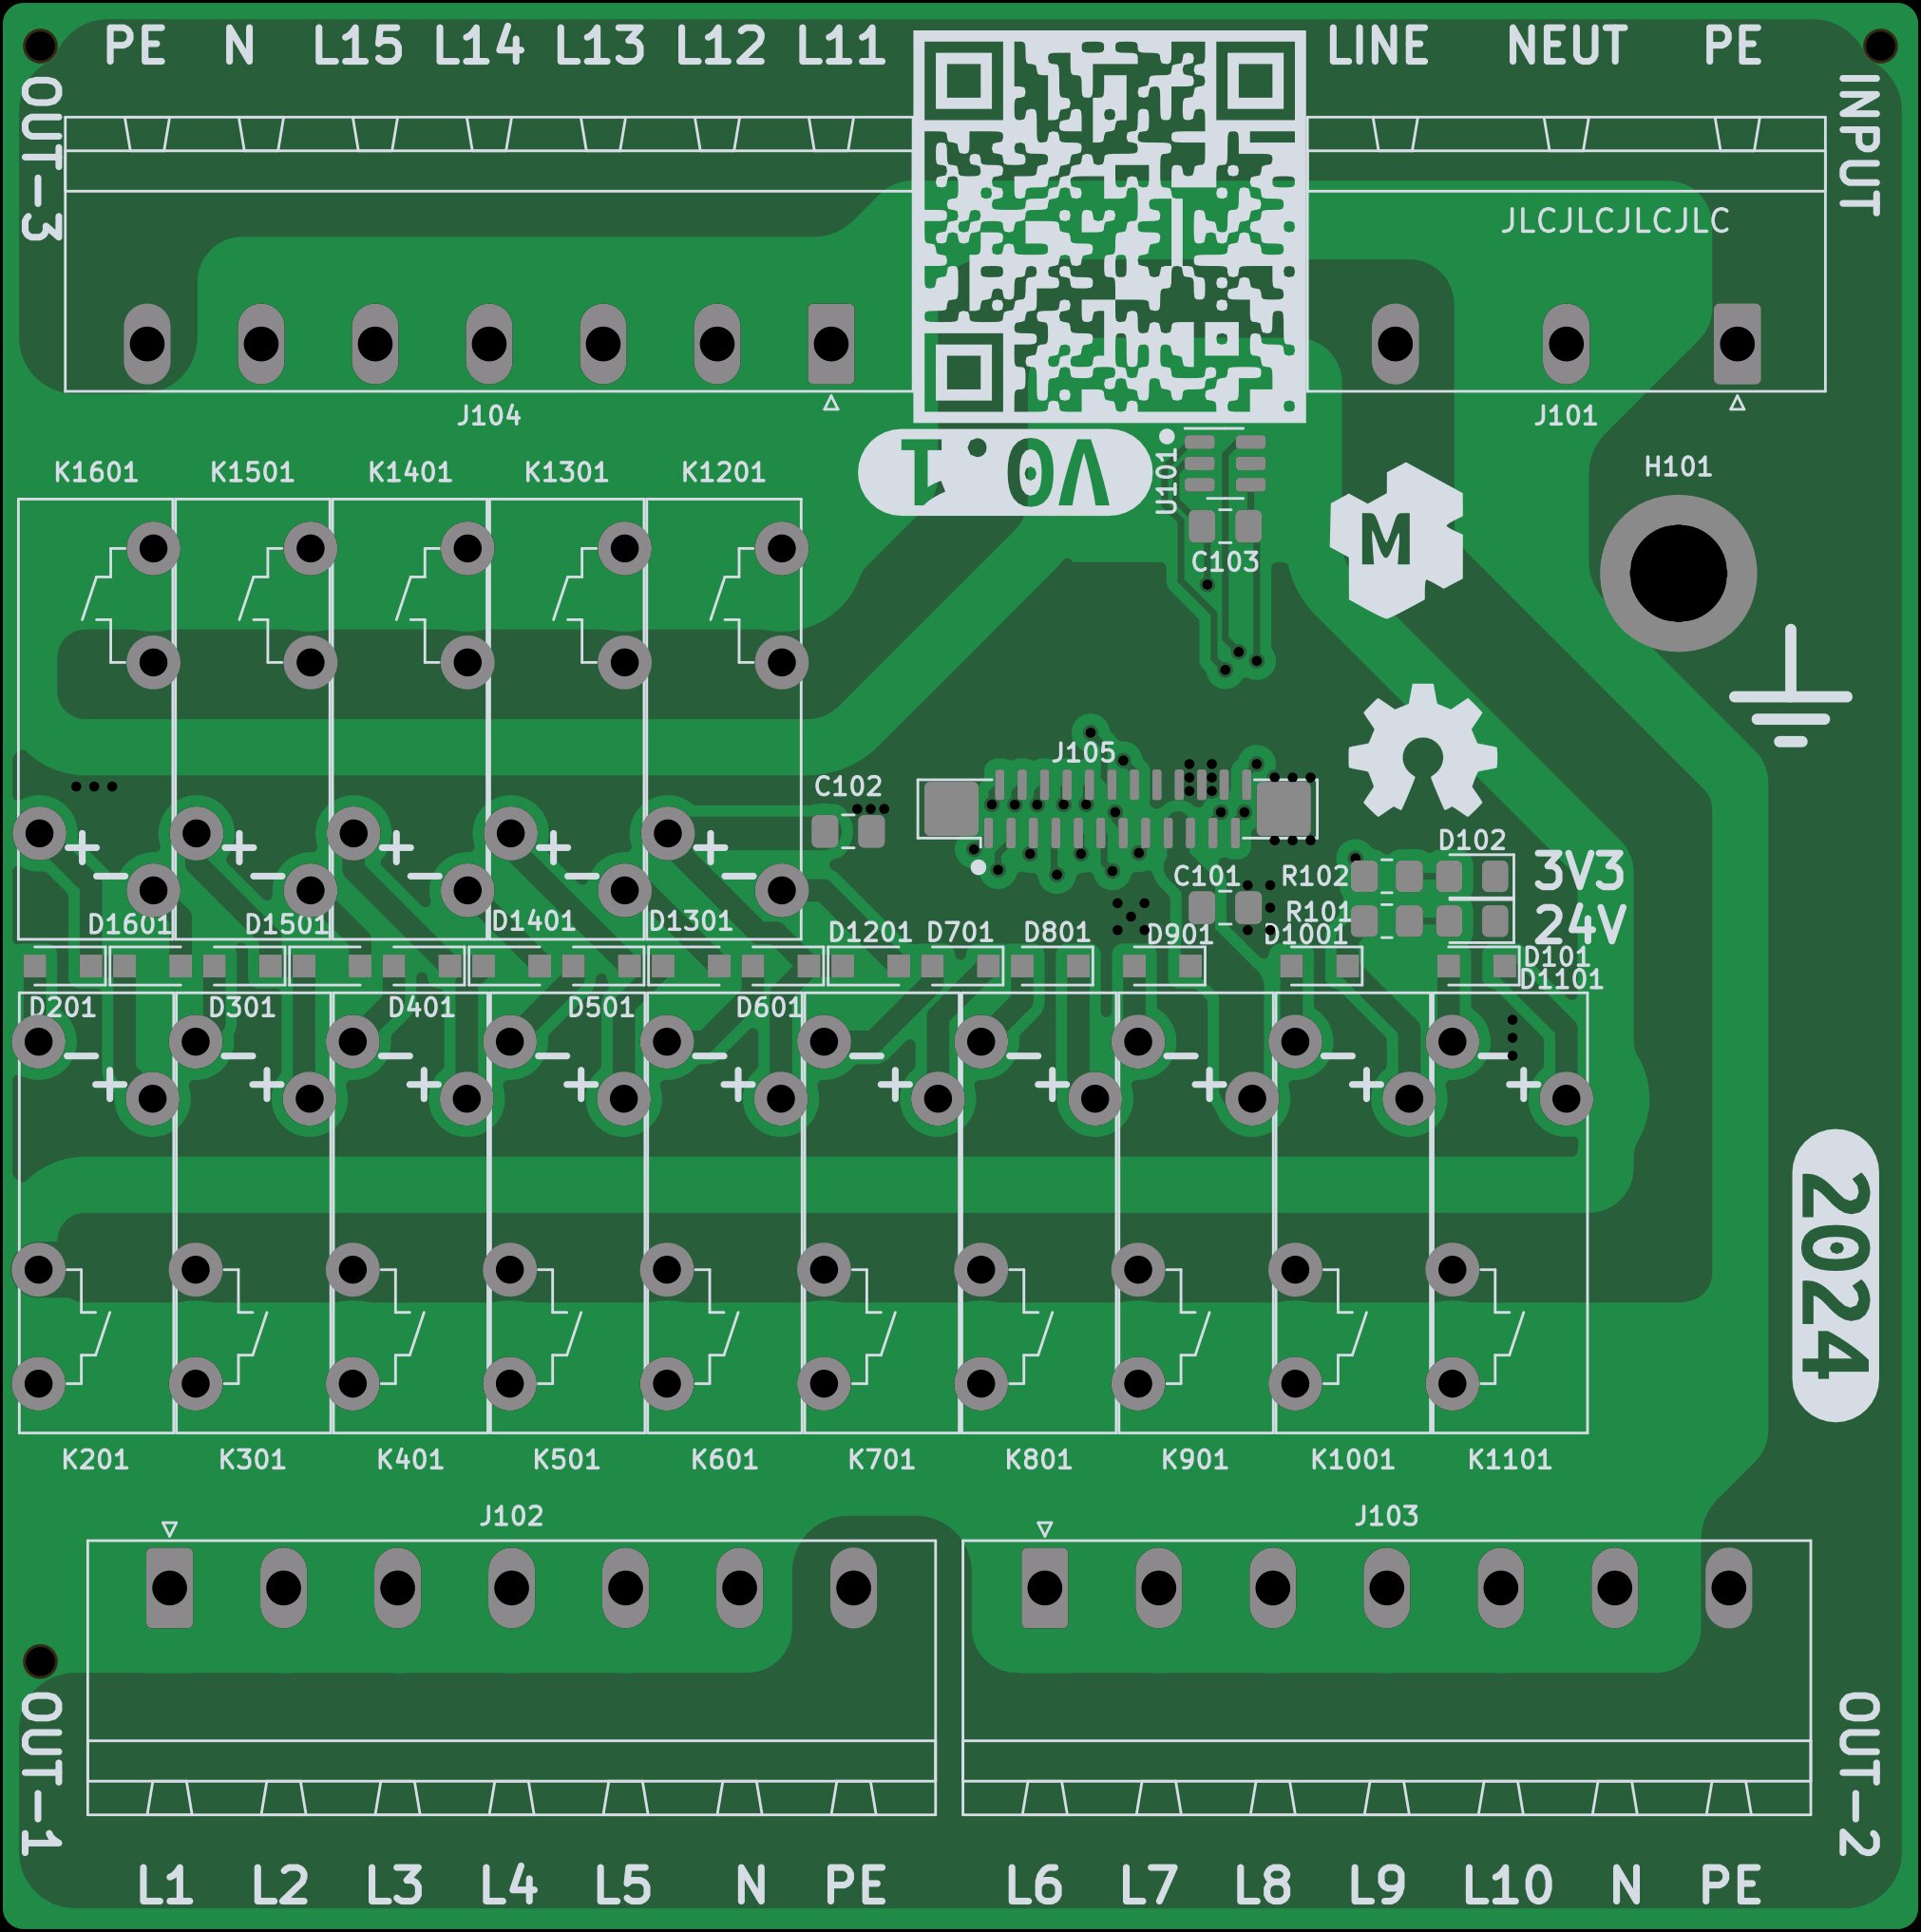 PE N L15 L14 L13 L12 L11 LINE NEUT PE
OUT-3
INPUT
JLCJLCJLCJLC
J104
J101
V0.1
U101
C103
M
H101
K1601 K1501 K1401 K1301 K1201
J105
C102
+ + + + +
- - - - -
D102
C101
R102
3V3
R101
24V
D1601 D1501 D1401 D1301 D1201 D701 D801 D901 D1001 D101
D1101
D201 D301 D401 D501 D601
- - - - - - - - - -
+ + + + + + + + + +
2024
K201 K301 K401 K501 K601 K701 K801 K901 K1001 K1101
J102
J103
OUT-1
OUT-2
L1 L2 L3 L4 L5 N PE L6 L7 L8 L9 L10 N PE